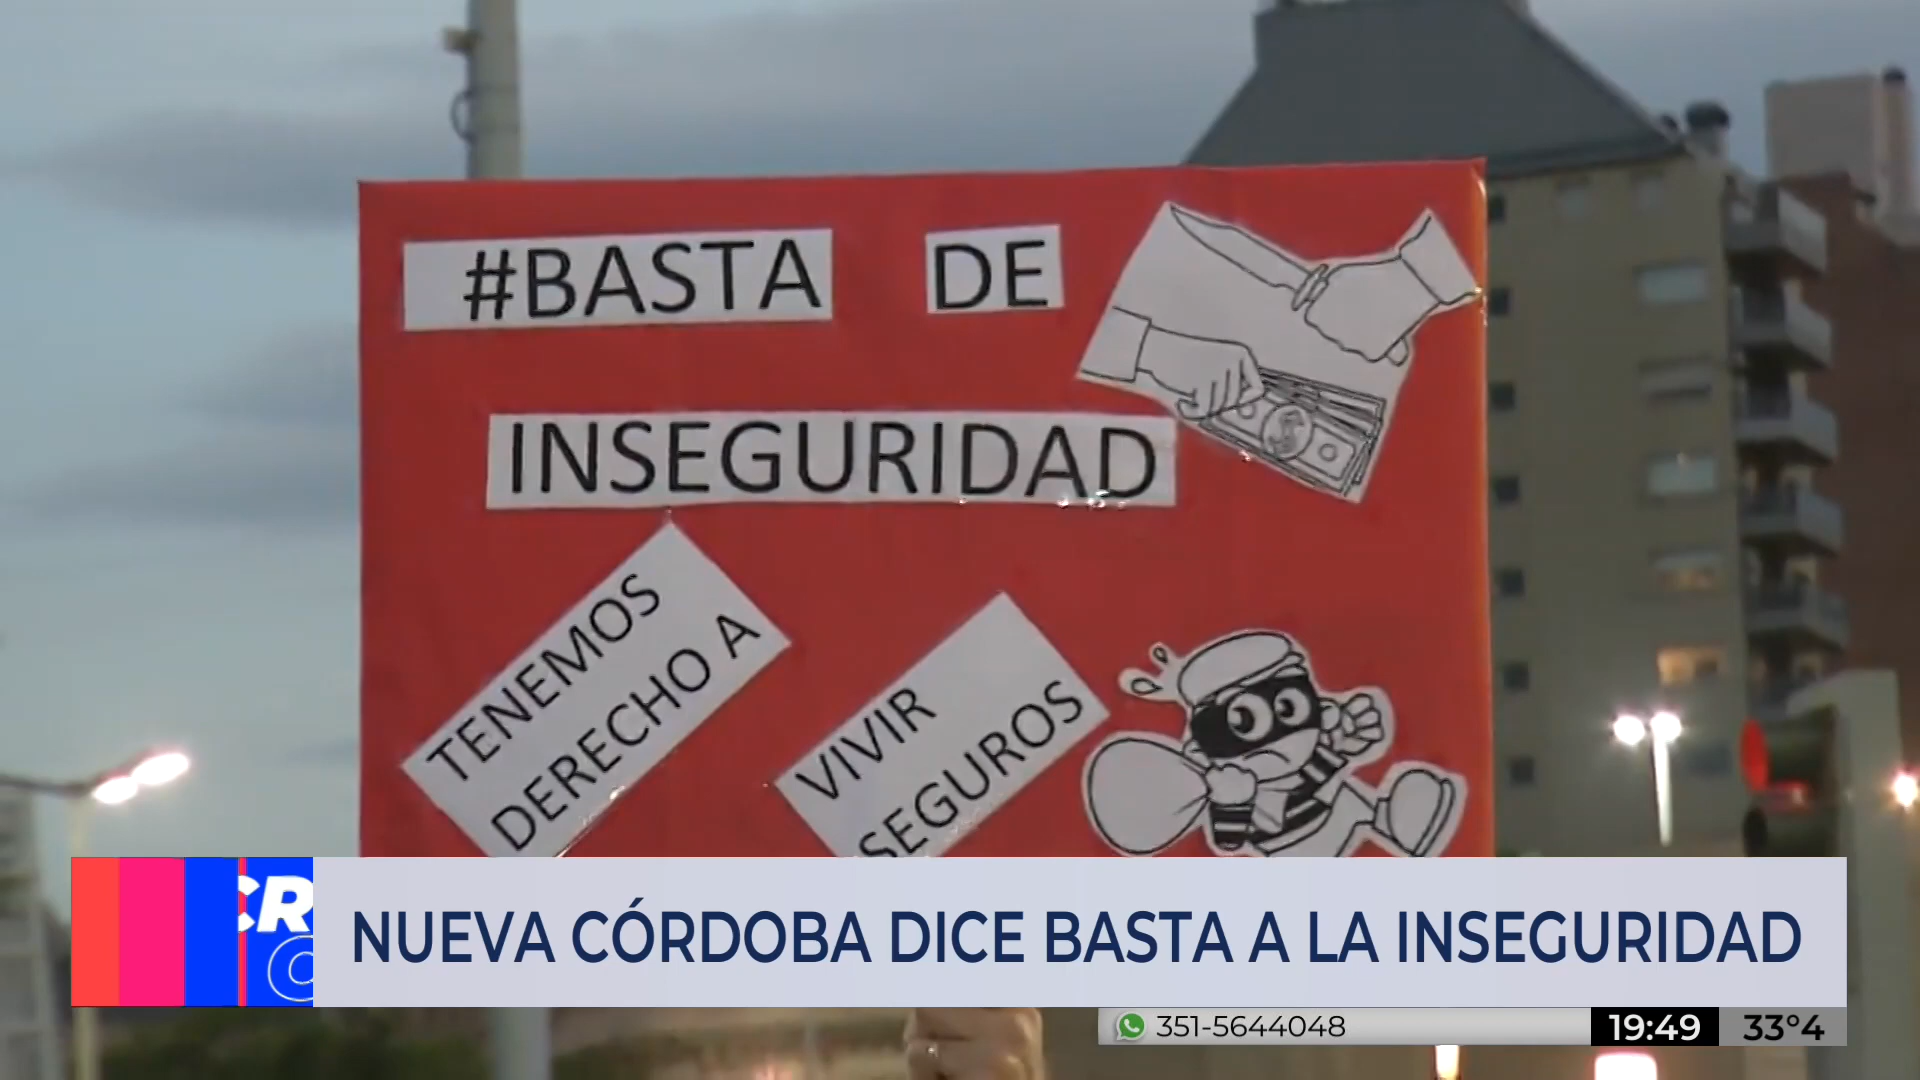 #BASTA DE
INSEGURIDAD
TENEMOS
DERECHO A
VIVIR
SEGUROS
CR
NUEVA CÓRDOBA DICE BASTA A LA INSEGURIDAD
351-5644048
19:49
33°4